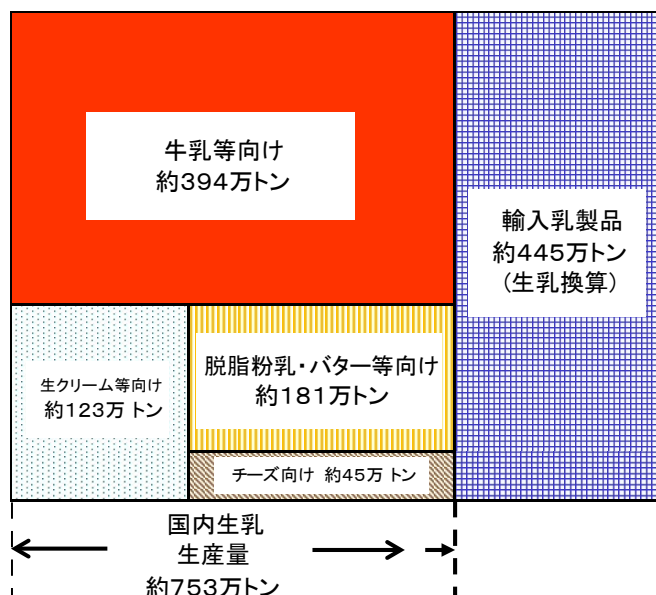 牛乳等向け
約394万トン
輸入乳製品
約445万トン
(生乳換算)
生クリーム等向け
約123万 トン
脱脂粉乳・バター等向け
約181万トン
チーズ向け 約45万 トン
国内生乳
生産量
約753万トン